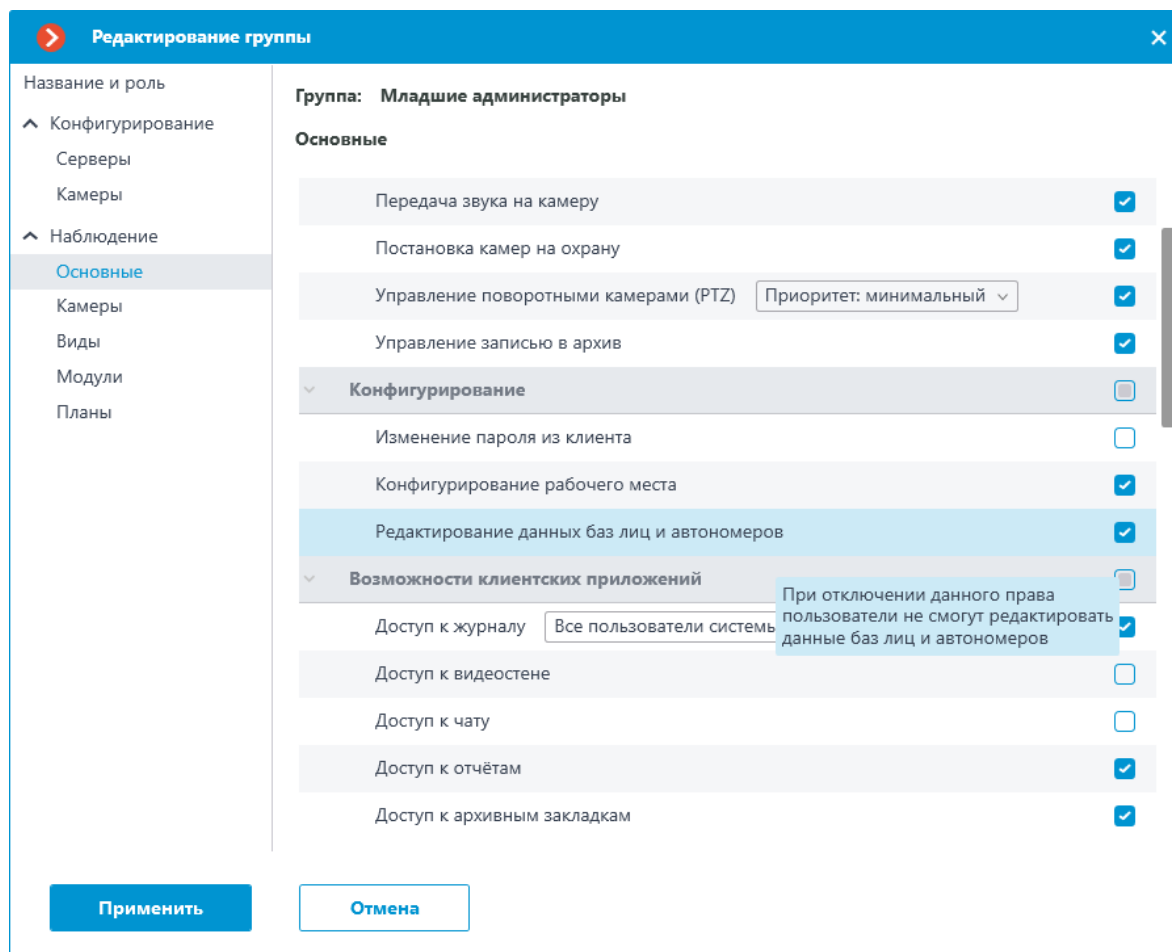 Редактирование группы
Название и роль
Конфигурирование
Серверы
Камеры
Наблюдение
Основные
Камеры
Виды
Модули
Планы
Группа: Младшие администраторы
Основные
Передача звука на камеру
Постановка камер на охрану
Управление поворотными камерами (PTZ) Приоритет: минимальный
Управление записью в архив
Конфигурирование
Изменение пароля из клиента
Конфигурирование рабочего места
Редактирование данных баз лиц и автономеров
Возможности клиентских приложений
При отключении данного права
пользователи не смогут редактировать
данные баз лиц и автономеров
Доступ к журналу Все пользователи системы
Доступ к видеостене
Доступ к чату
Доступ к отчётам
Доступ к архивным закладкам
Применить
Отмена